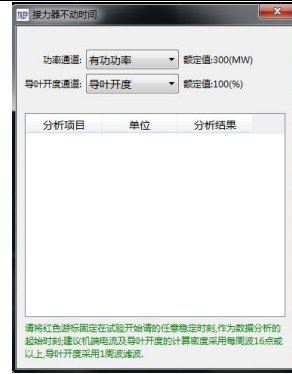 TKEP 接力器不动时间
功率通道: 有功功率 额定值:300(MW)
导叶开度通道: 导叶开度 额定值:100(%)
分析项目 单位 分析结果
请将红色游标固定在试验开始请的任意稳定时刻,作为数据分析的
起始时刻;建议机端电流及导叶开度的计算密度采用每周波16点或
以上,导叶开度采用1周波滤波.